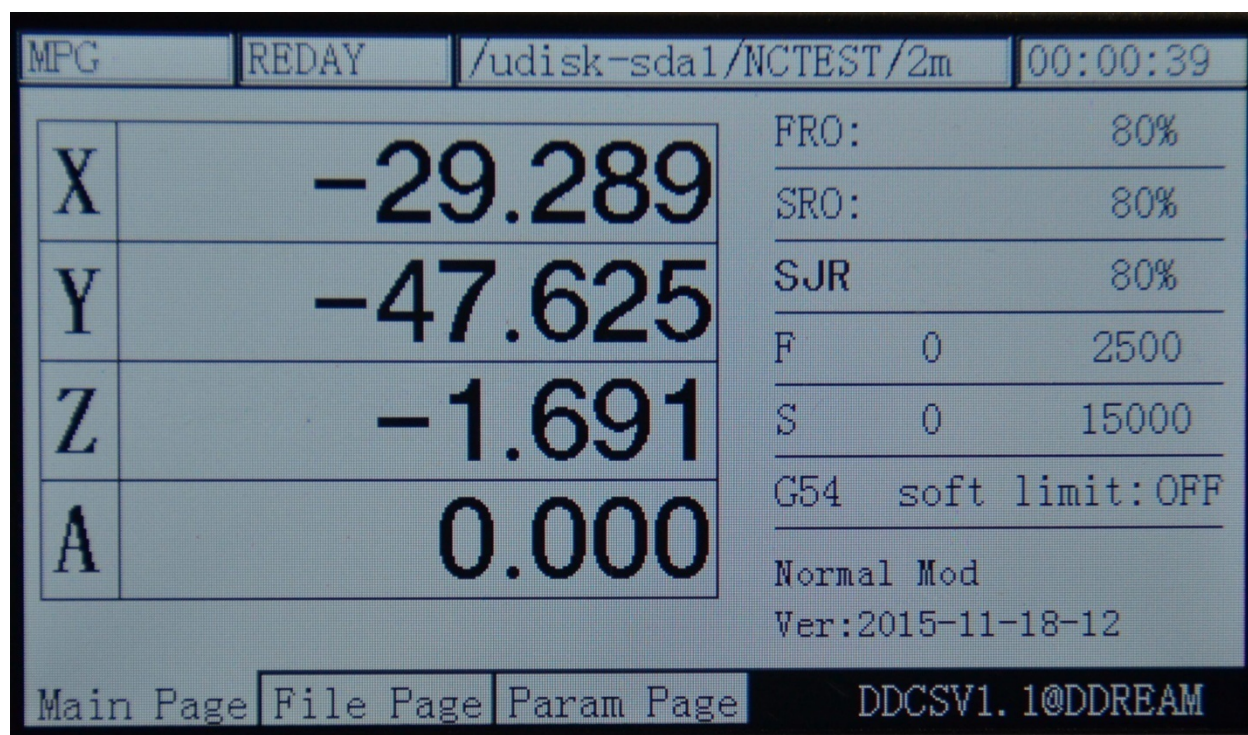 MPG REDAY /udisk-sda1/NCTEST/2m 00:00:39
X -29.289
Y -47.625
Z -1.691
A 0.000
FRO: 80%
SRO: 80%
SJR 80%
F 0 2500
S 0 15000
G54 soft limit:OFF
Normal Mod
Ver:2015-11-18-12
Main Page File Page Param Page DDCSV1.1@DDREAM